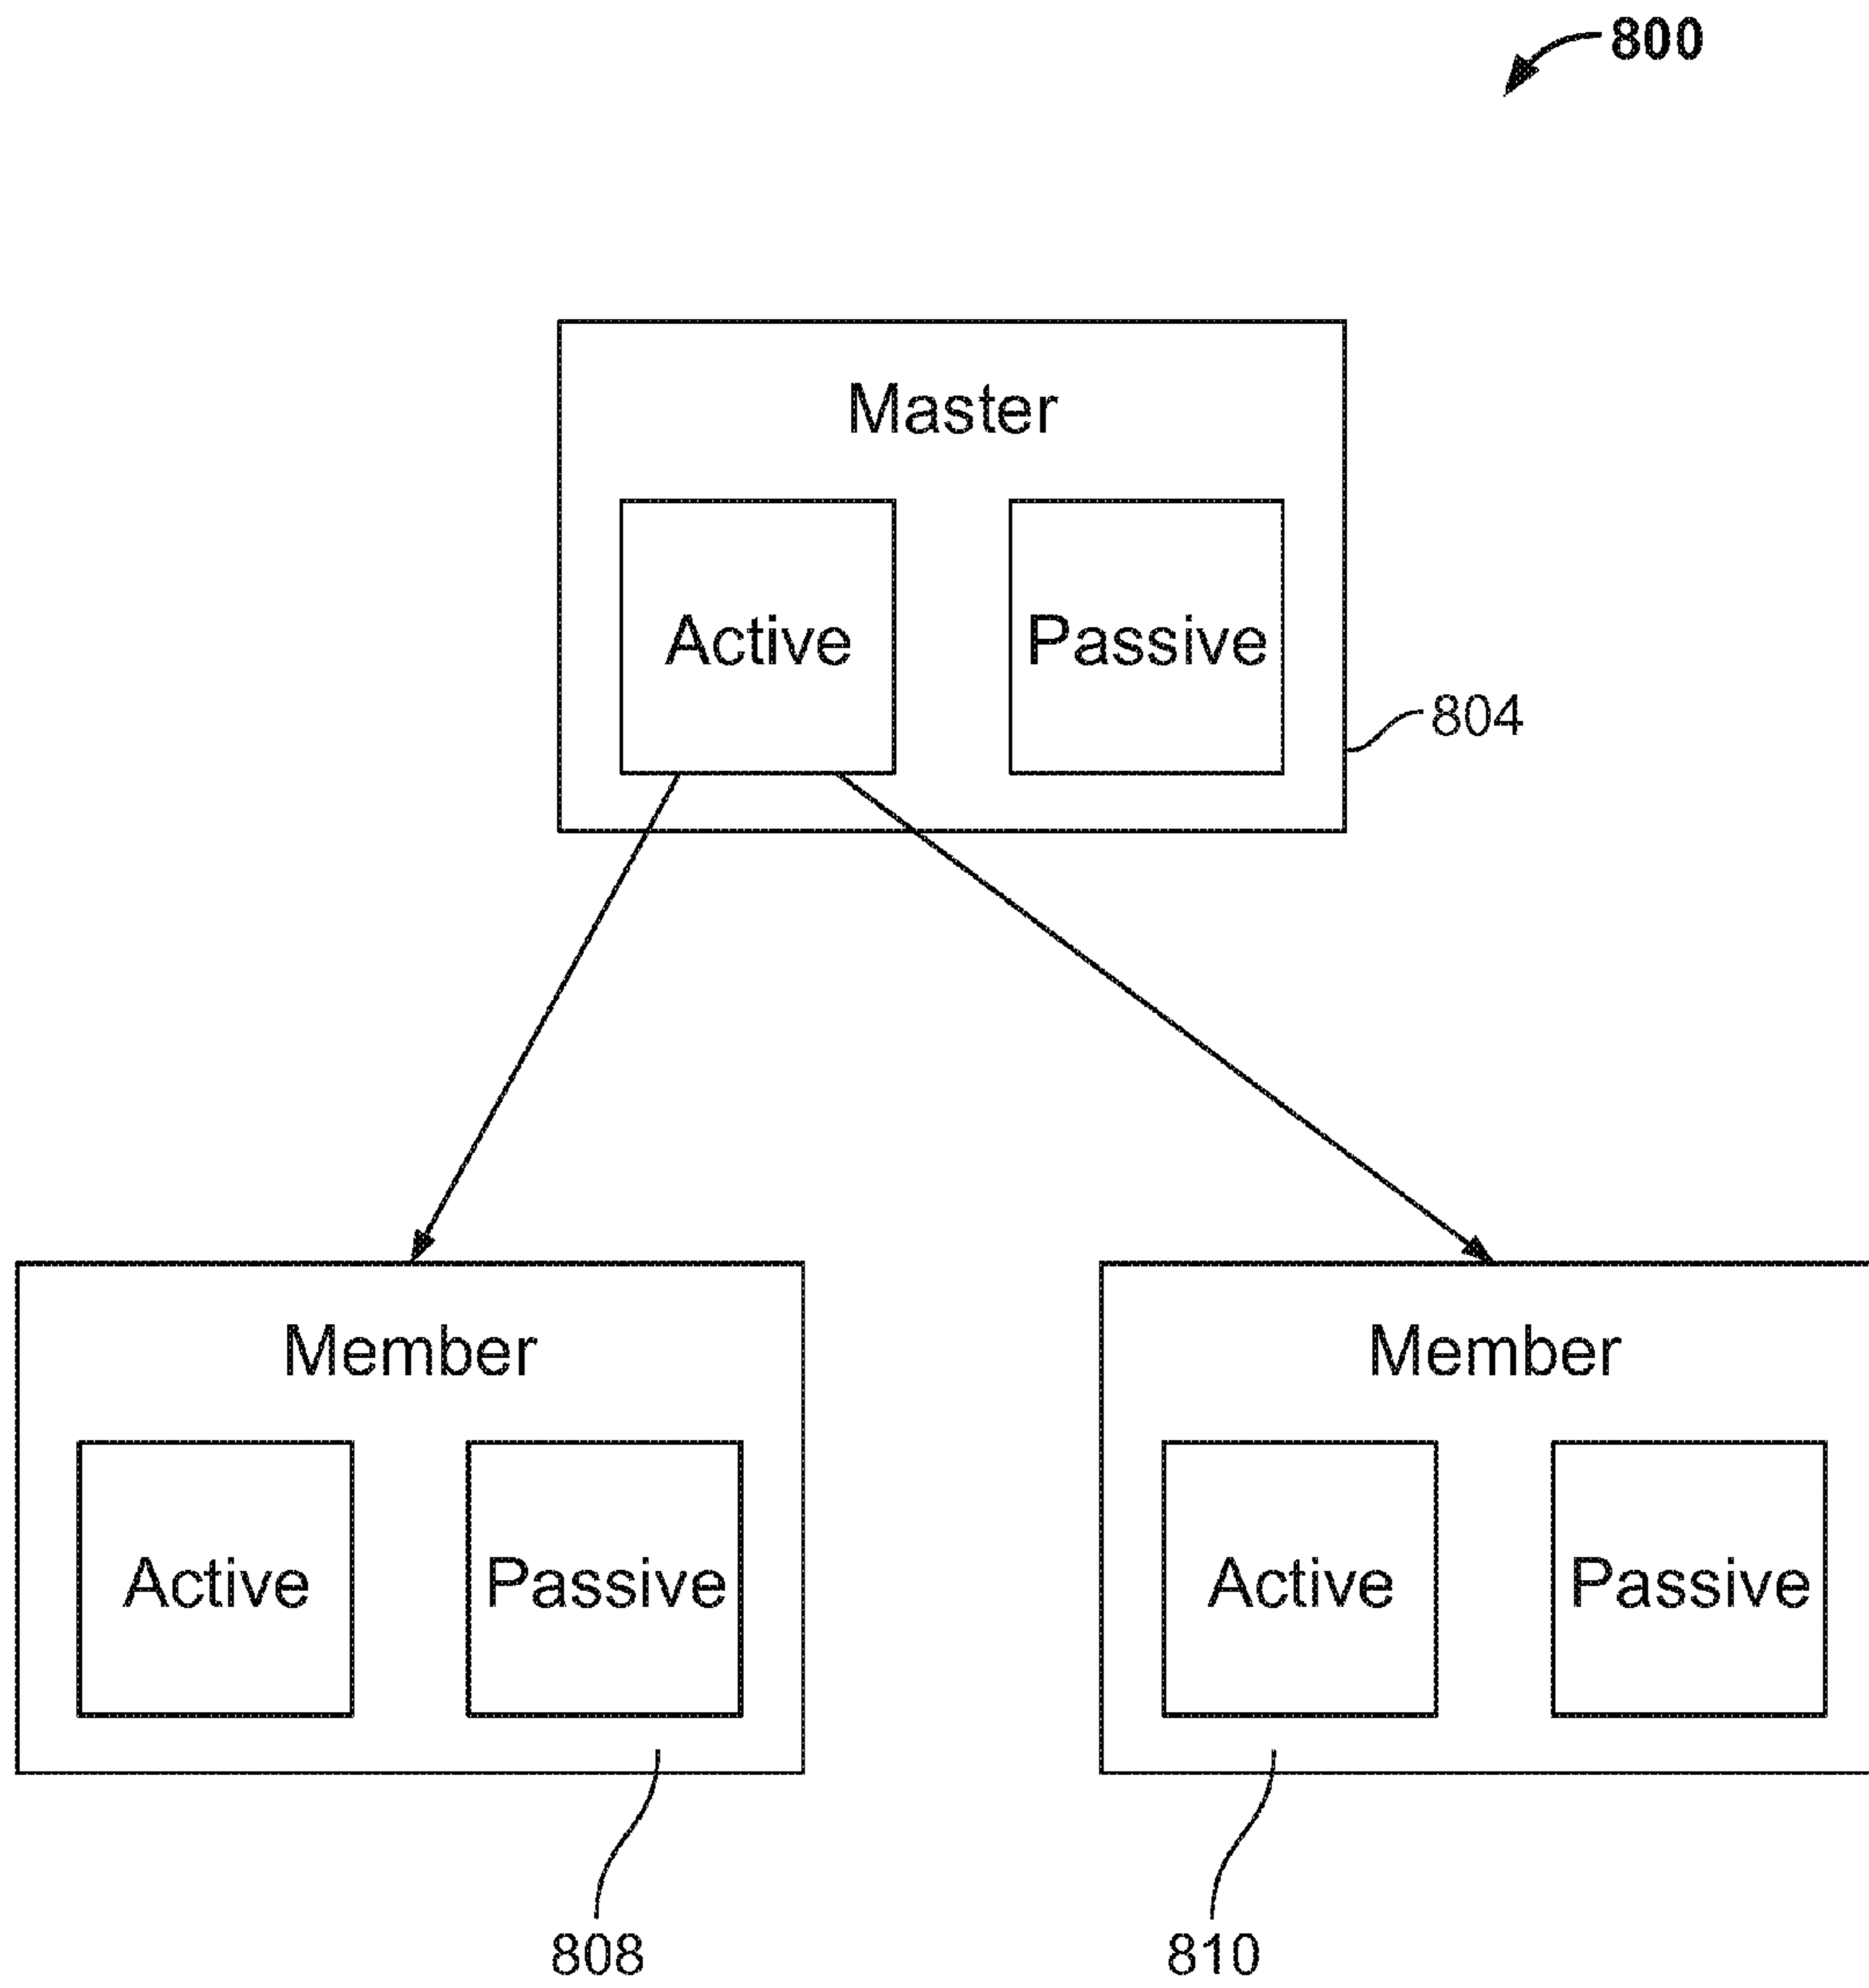 800
Master
Active Passive
804
Member Member
Active Passive Active Passive
808 810